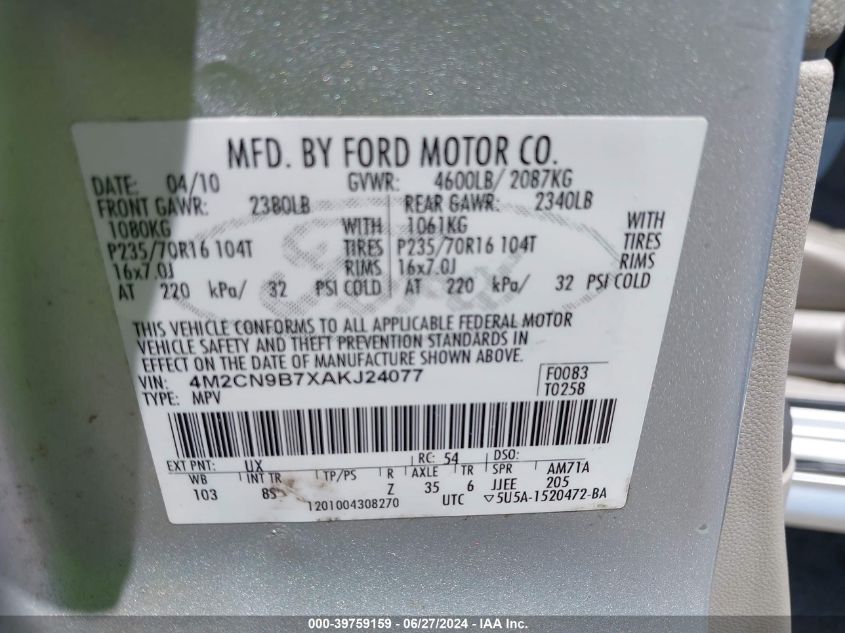 MFD. BY FORD MOTOR CO.
DATE: 04/10 GVWR: 4600LB/ 2087KG
FRONT GAWR: 2380LB REAR GAWR: 2340LB
1080KG WITH 1061KG WITH
P235/70R16 104T TIRES P235/70R16 104T TIRES
16x7.0J RIMS 16x7.0J RIMS
AT 220 kPa/ 32 PSI COLD AT 220 kPa/ 32 PSI COLD
THIS VEHICLE CONFORMS TO ALL APPLICABLE FEDERAL MOTOR
VEHICLE SAFETY AND THEFT PREVENTION STANDARDS IN
EFFECT ON THE DATE OF MANUFACTURE SHOWN ABOVE.
VIN: 4M2CN9B7XAKJ24077 F0083
TYPE: MPV T0258
EXT PNT: UX RC: 54 DSO:
WB INT TR TP/PS R AXLE TR SPR AM71A
103 Z 35 6 JJEE 205
1201004308270 UTC ▽5U5A-1520472-BA
000-39759159 | 06/27/2024 | IAA Inc.